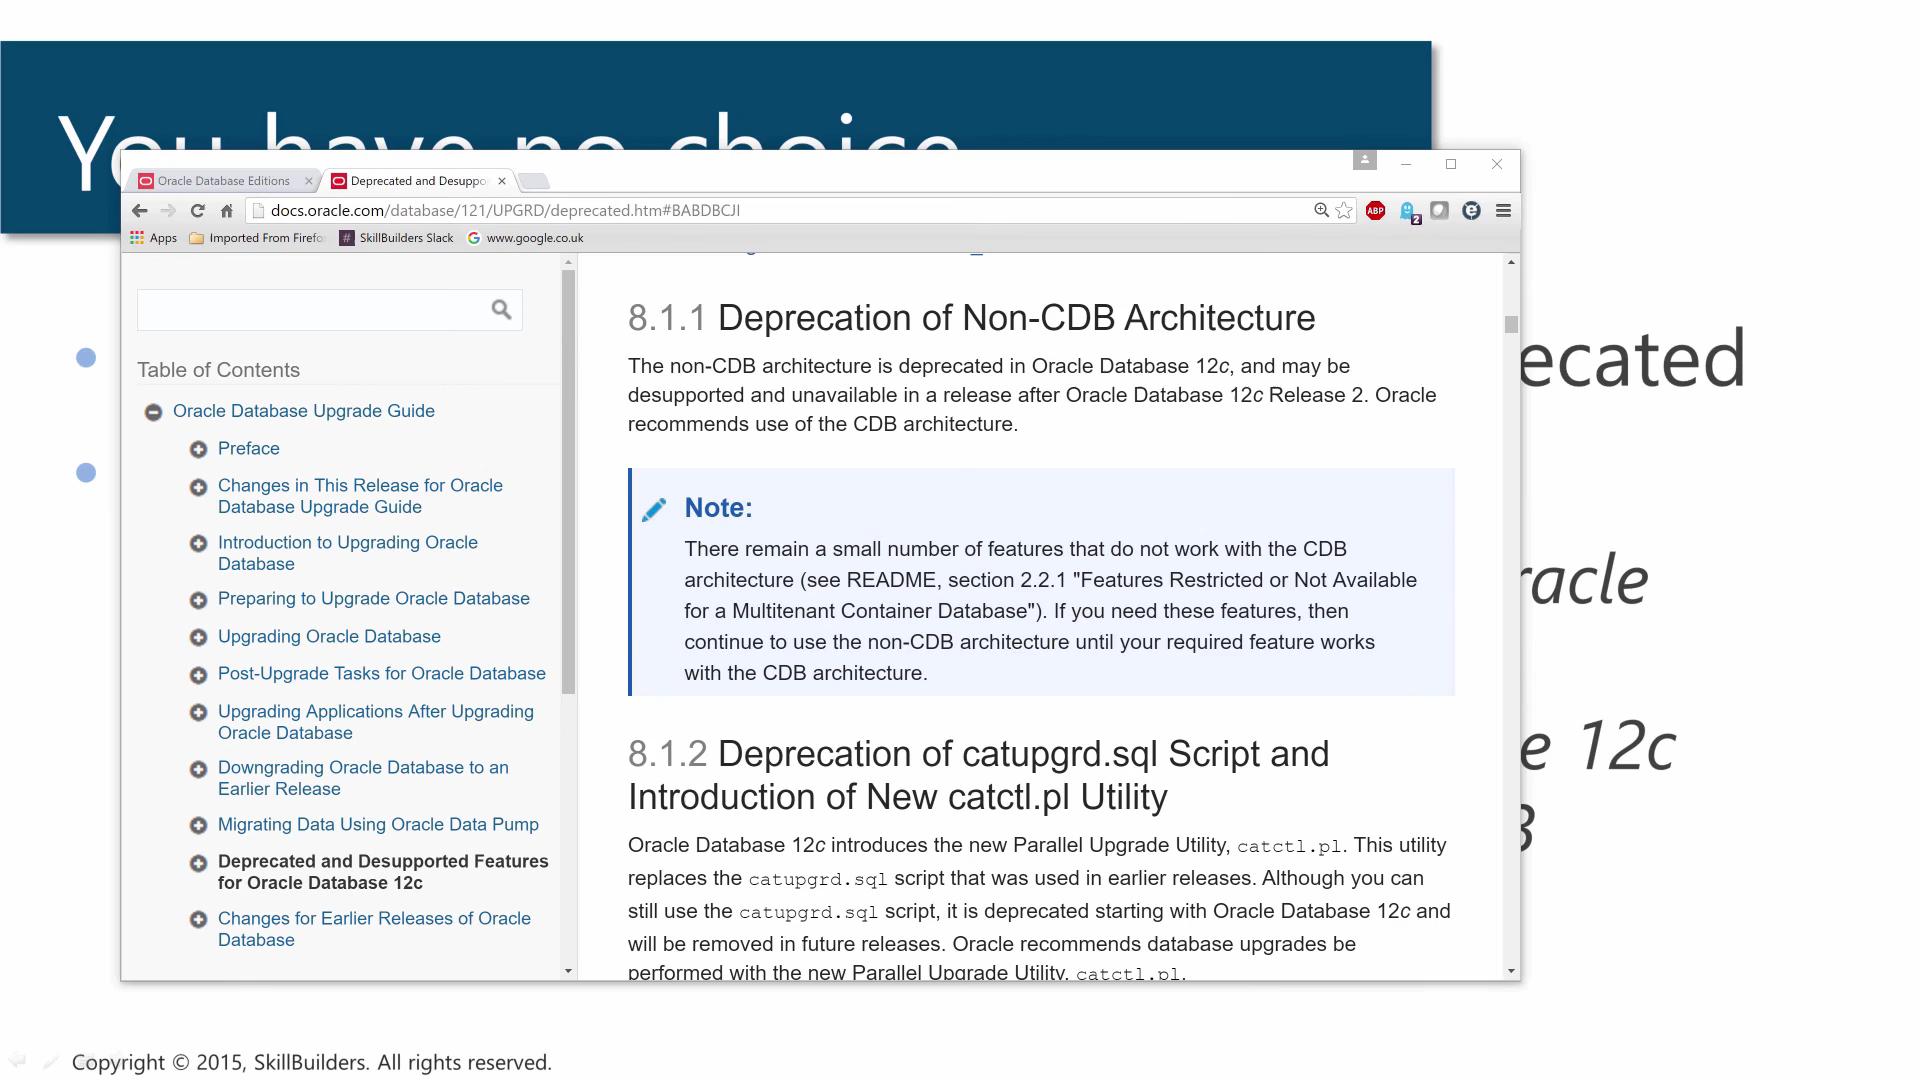 You have no choice
Oracle Database Editions
Deprecated and Desuppo
docs.oracle.com/database/121/UPGRD/deprecated.htm#BABDBCJI
ABP
2
Apps
Imported From Firefo
# SkillBuilders Slack
G www.google.co.uk
Table of Contents
Oracle Database Upgrade Guide
Preface
Changes in This Release for Oracle
Database Upgrade Guide
Introduction to Upgrading Oracle
Database
Preparing to Upgrade Oracle Database
Upgrading Oracle Database
Post-Upgrade Tasks for Oracle Database
Upgrading Applications After Upgrading
Oracle Database
Downgrading Oracle Database to an
Earlier Release
Migrating Data Using Oracle Data Pump
Deprecated and Desupported Features
for Oracle Database 12c
Changes for Earlier Releases of Oracle
Database
8.1.1 Deprecation of Non-CDB Architecture
The non-CDB architecture is deprecated in Oracle Database 12c, and may be
desupported and unavailable in a release after Oracle Database 12c Release 2. Oracle
recommends use of the CDB architecture.
Note:
There remain a small number of features that do not work with the CDB
architecture (see README, section 2.2.1 "Features Restricted or Not Available
for a Multitenant Container Database"). If you need these features, then
continue to use the non-CDB architecture until your required feature works
with the CDB architecture.
8.1.2 Deprecation of catupgrd.sql Script and
Introduction of New catctl.pl Utility
Oracle Database 12c introduces the new Parallel Upgrade Utility, catctl.pl. This utility
replaces the catupgrd.sql script that was used in earlier releases. Although you can
still use the catupgrd.sql script, it is deprecated starting with Oracle Database 12c and
will be removed in future releases. Oracle recommends database upgrades be
performed with the new Parallel Upgrade Utility, catctl.pl.
ecated
racle
e 12c
Copyright © 2015, SkillBuilders. All rights reserved.